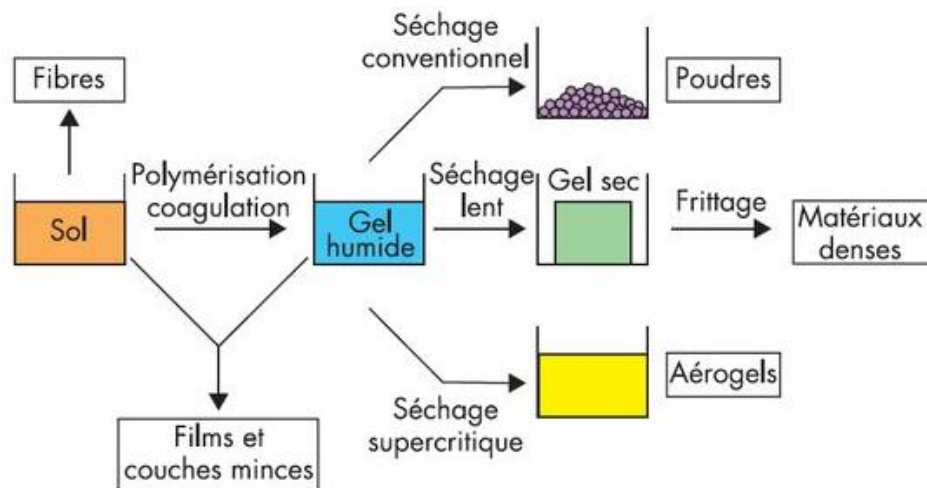 Séchage
conventionnel
Poudres
Fibres
Polymérisation
coagulation
Sol
Gel
humide
Séchage
lent
Gel sec
Frittage
Matériaux
denses
Séchage
supercritique
Aérogels
Films et
couches minces